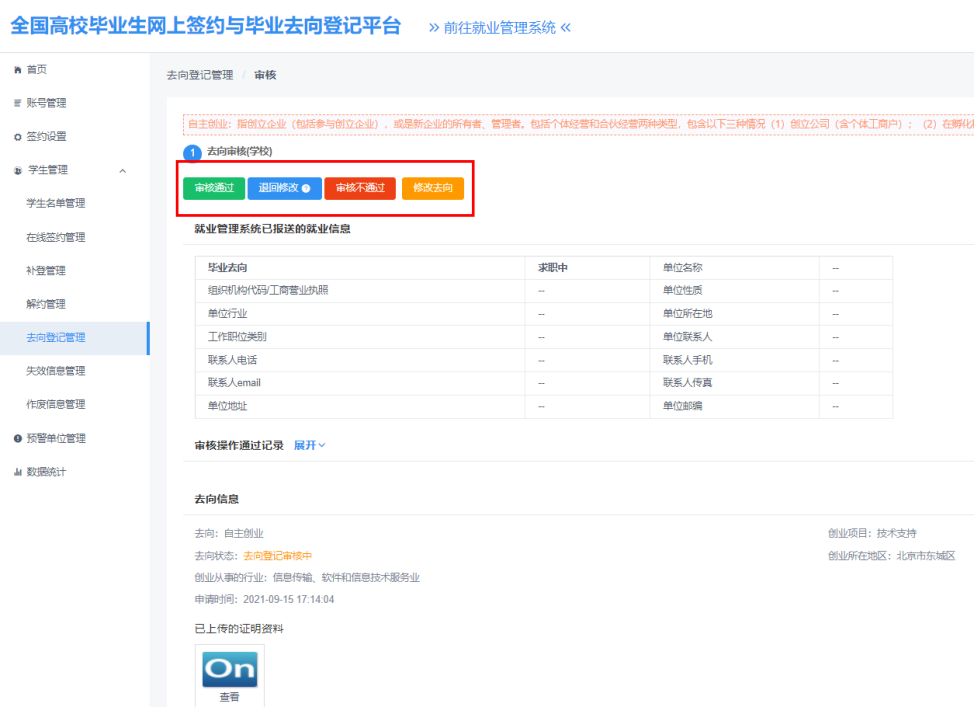 全国高校毕业生网上签约与毕业去向登记平台 >> 前往就业管理系统 <<
首页
账号管理
签约设置
学生管理
学生名单管理
在线签约管理
补登管理
解约管理
去向登记管理
失效信息管理
作废信息管理
预警单位管理
数据统计
去向登记管理 / 审核
自主创业：指创立企业（包括参与创立企业），或是新企业的所有者、管理者。包括个体经营和合伙经营两种类型，包含以下三种情况（1）创立公司（含个体工商户）；（2）在孵化
1 去向审核(学校)
审核通过 退回修改 审核不通过 修改去向
就业管理系统已报送的就业信息
毕业去向 求职中 单位名称 --
组织机构代码/工商营业执照 -- 单位性质 --
单位行业 -- 单位所在地 --
工作职位类别 -- 单位联系人 --
联系人电话 -- 联系人手机 --
联系人email -- 联系人传真 --
单位地址 -- 单位邮编 --
审核操作通过记录 展开
去向信息
去向：自主创业 创业项目：技术支持
去向状态：去向登记审核中 创业所在地区：北京市东城区
创业从事的行业：信息传输、软件和信息技术服务业
申请时间：2021-09-15 17:14:04
已上传的证明资料
On
查看